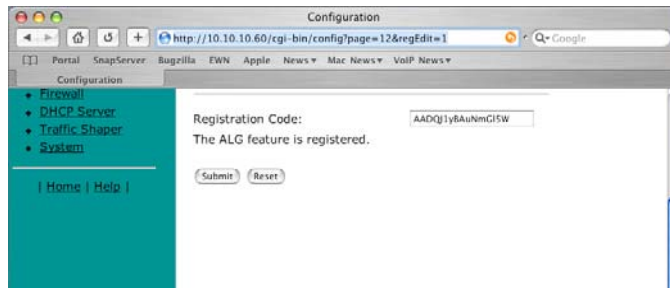 Configuration
http://10.10.10.60/cgi-bin/config?page=12&regEdit=1
Google
Portal SnapServer Bugzilla EWN Apple News Mac News VoIP News
Configuration
Firewall
DHCP Server
Traffic Shaper
System
| Home | Help |
Registration Code:
The ALG feature is registered.
Submit Reset